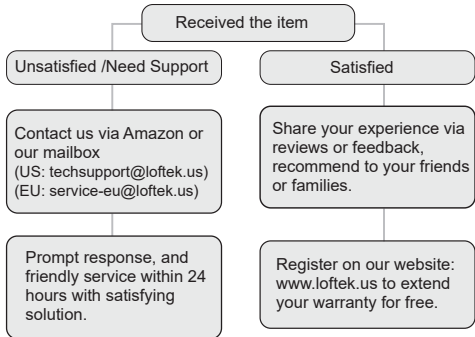 Received the item
Unsatisfied /Need Support
Satisfied
Contact us via Amazon or
our mailbox
(US: techsupport@loftek.us)
(EU: service-eu@loftek.us)
Share your experience via
reviews or feedback,
recommend to your friends
or families.
Prompt response, and
friendly service within 24
hours with satisfying
solution.
Register on our website:
www.loftek.us to extend
your warranty for free.